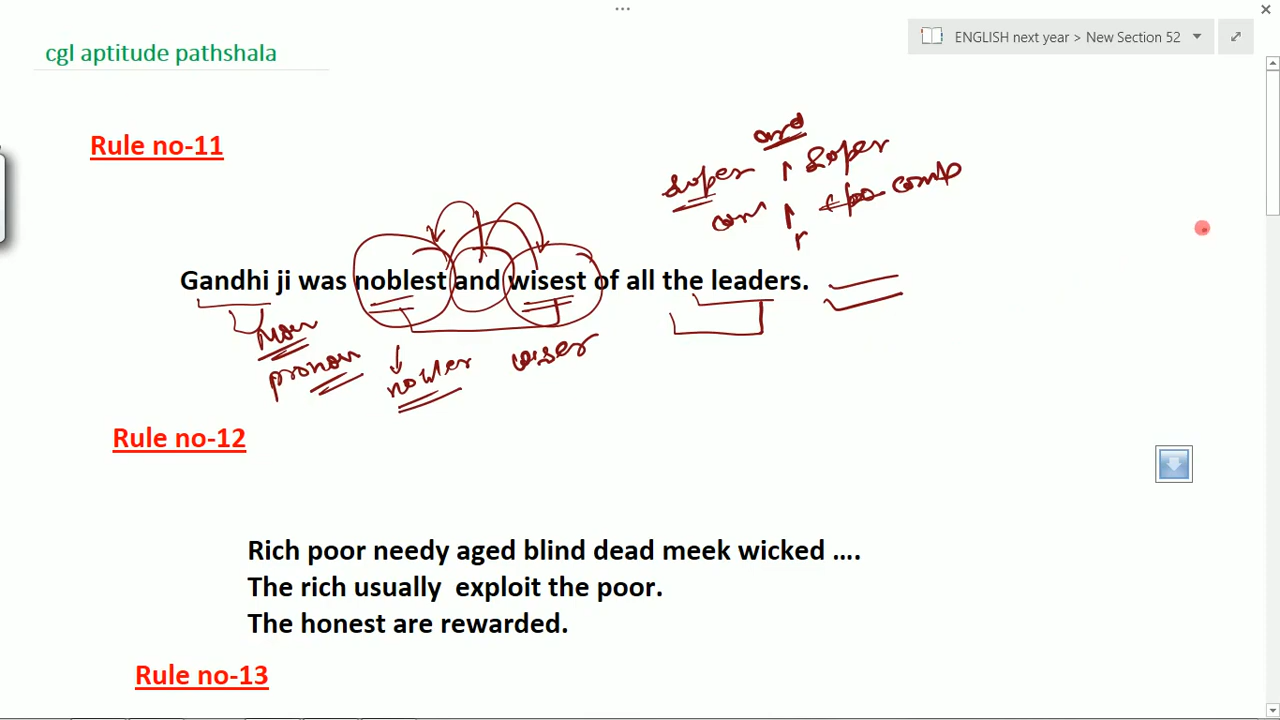 ...
ENGLISH next year > New Section 52
cgl aptitude pathshala
Rule no-11
and
super super
com comp
r
Gandhi ji was noblest and wisest of all the leaders.
Noun
pronoun
nobler wiser
Rule no-12
Rich poor needy aged blind dead meek wicked ....
The rich usually exploit the poor.
The honest are rewarded.
Rule no-13